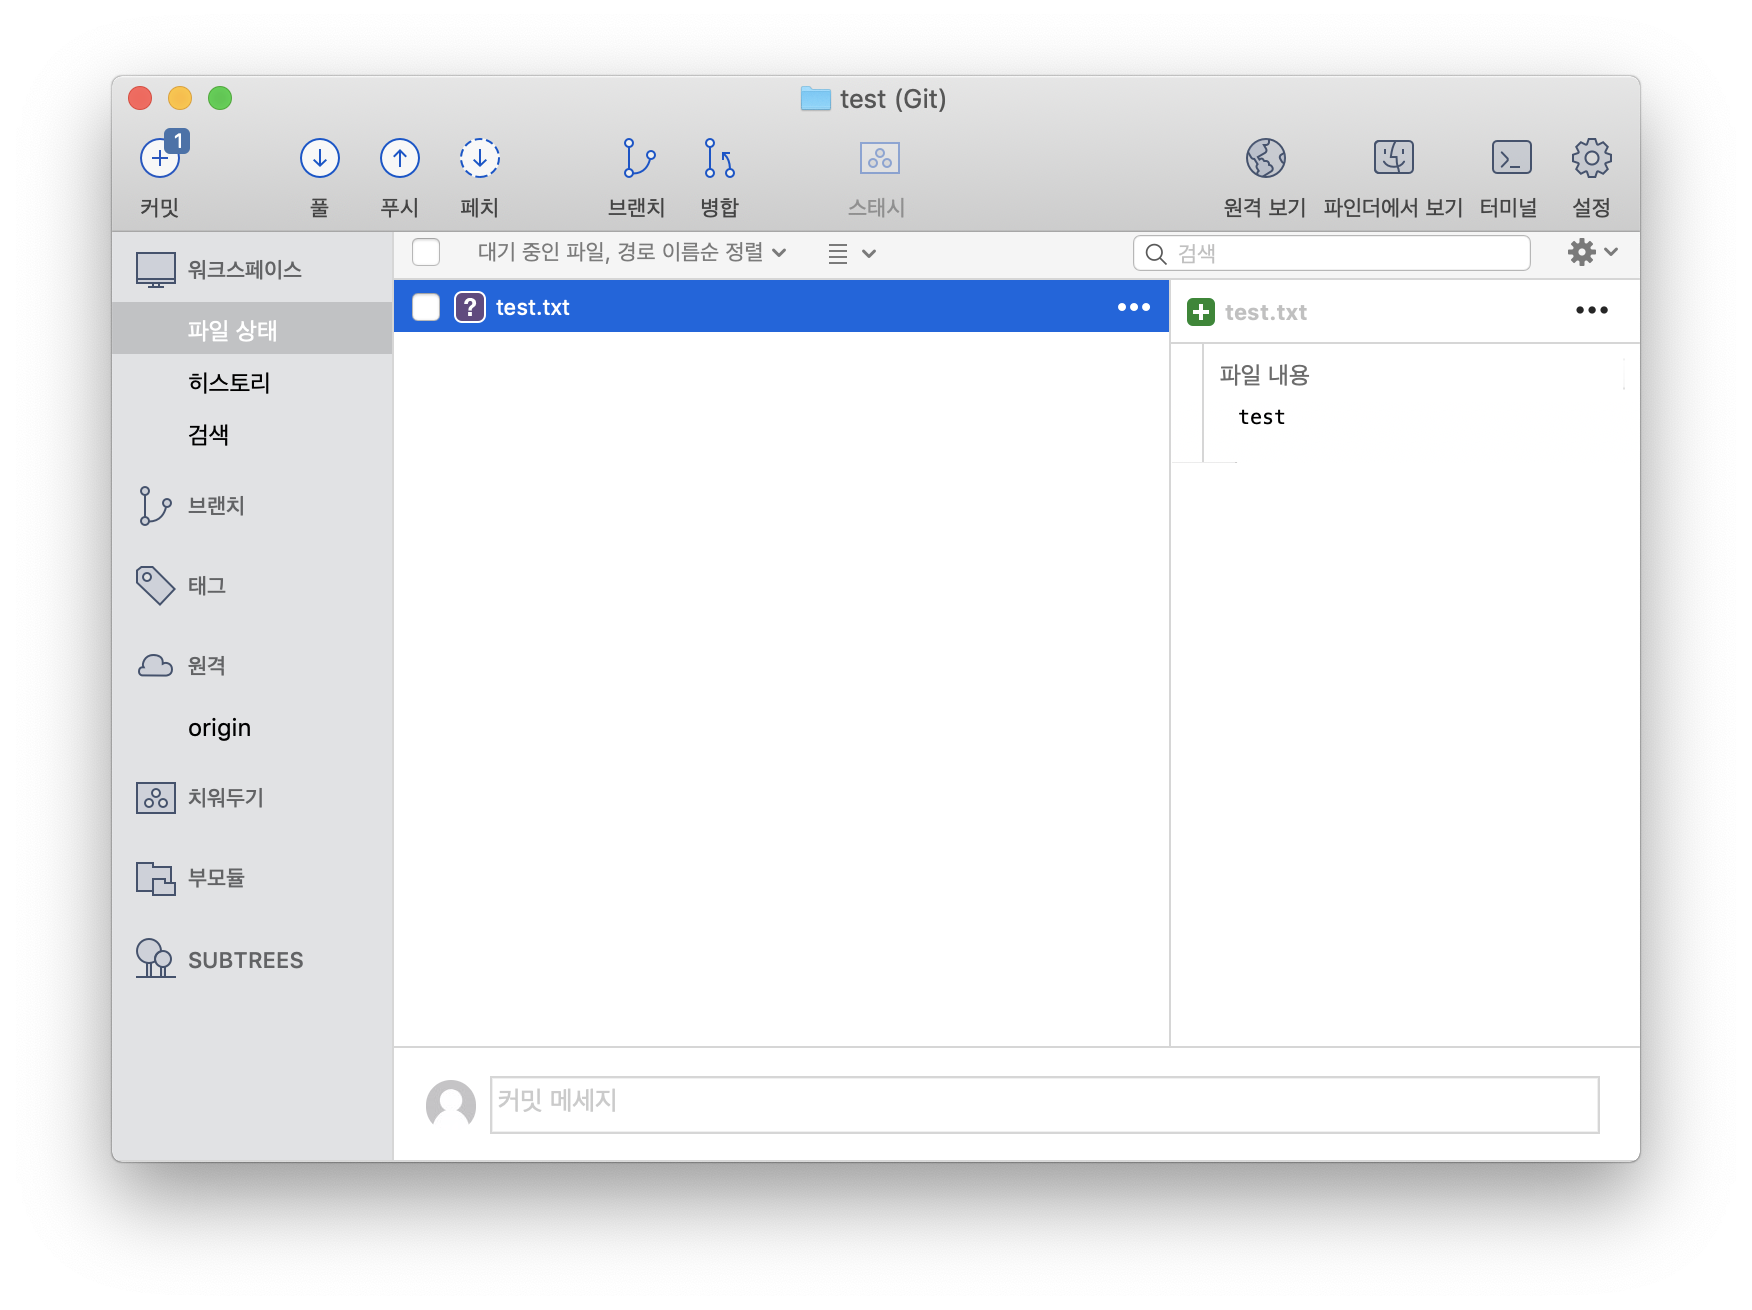 test (Git)
1
커밋
풀
푸시
페치
브랜치
병합
스태시
원격 보기
파인더에서 보기
터미널
설정
워크스페이스
파일 상태
히스토리
검색
브랜치
태그
원격
origin
치워두기
부모듈
SUBTREES
대기 중인 파일, 경로 이름순 정렬
검색
? test.txt
test.txt
파일 내용
test
커밋 메세지